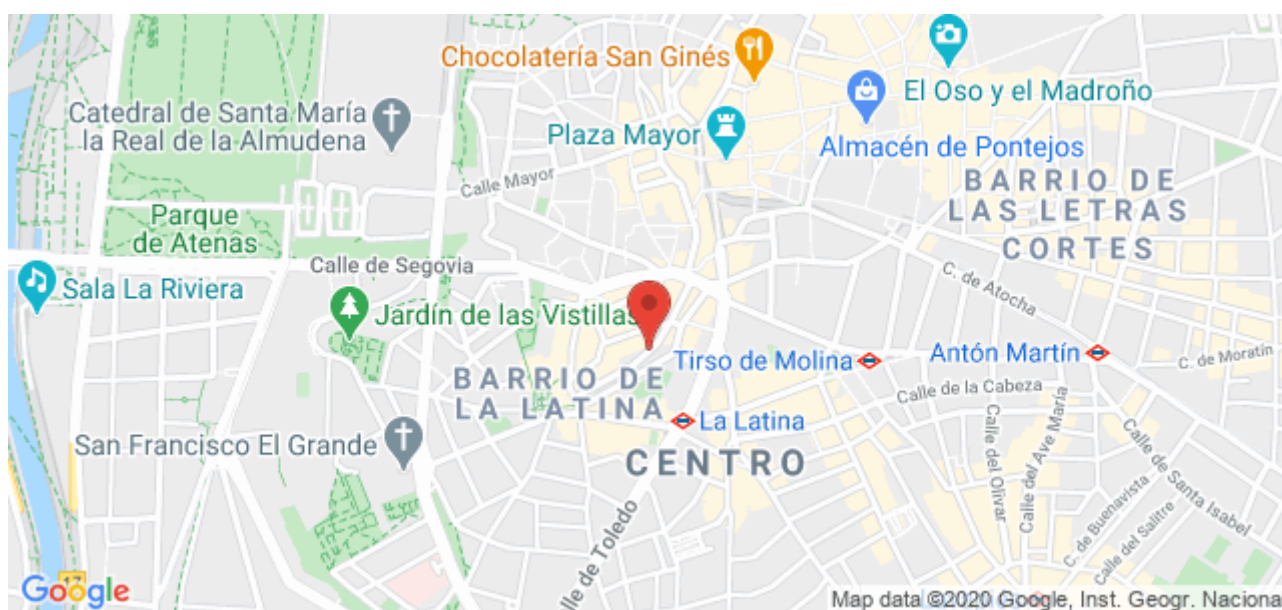 Chocolatería San Ginés
El Oso y el Madroño
Catedral de Santa María
la Real de la Almudena
Plaza Mayor
Almacén de Pontejos
Calle Mayor
BARRIO DE
LAS LETRAS
CORTES
Parque
de Atenas
Calle de Segovia
Sala La Riviera
C. de Atocha
Jardín de las Vistillas
Tirso de Molina
Antón Martín
C. de Moratín
BARRIO DE
LA LATINA
Calle de la Cabeza
La Latina
San Francisco El Grande
CENTRO
Calle del Olivar
Calle del Ave María
Calle de Santa Isabel
C. de Buenavista
Calle del Salitre
lle de Toledo
17
Google
Map data ©2020 Google, Inst. Geogr. Naciona